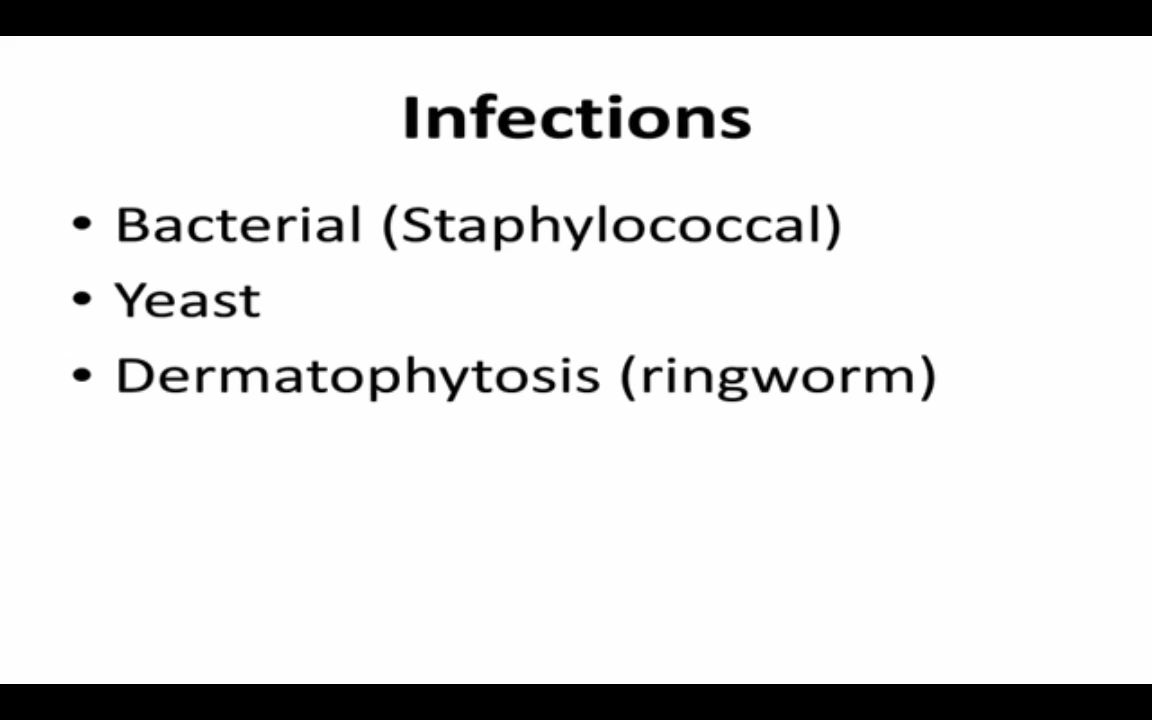 Infections
• Bacterial (Staphylococcal)
• Yeast
• Dermatophytosis (ringworm)